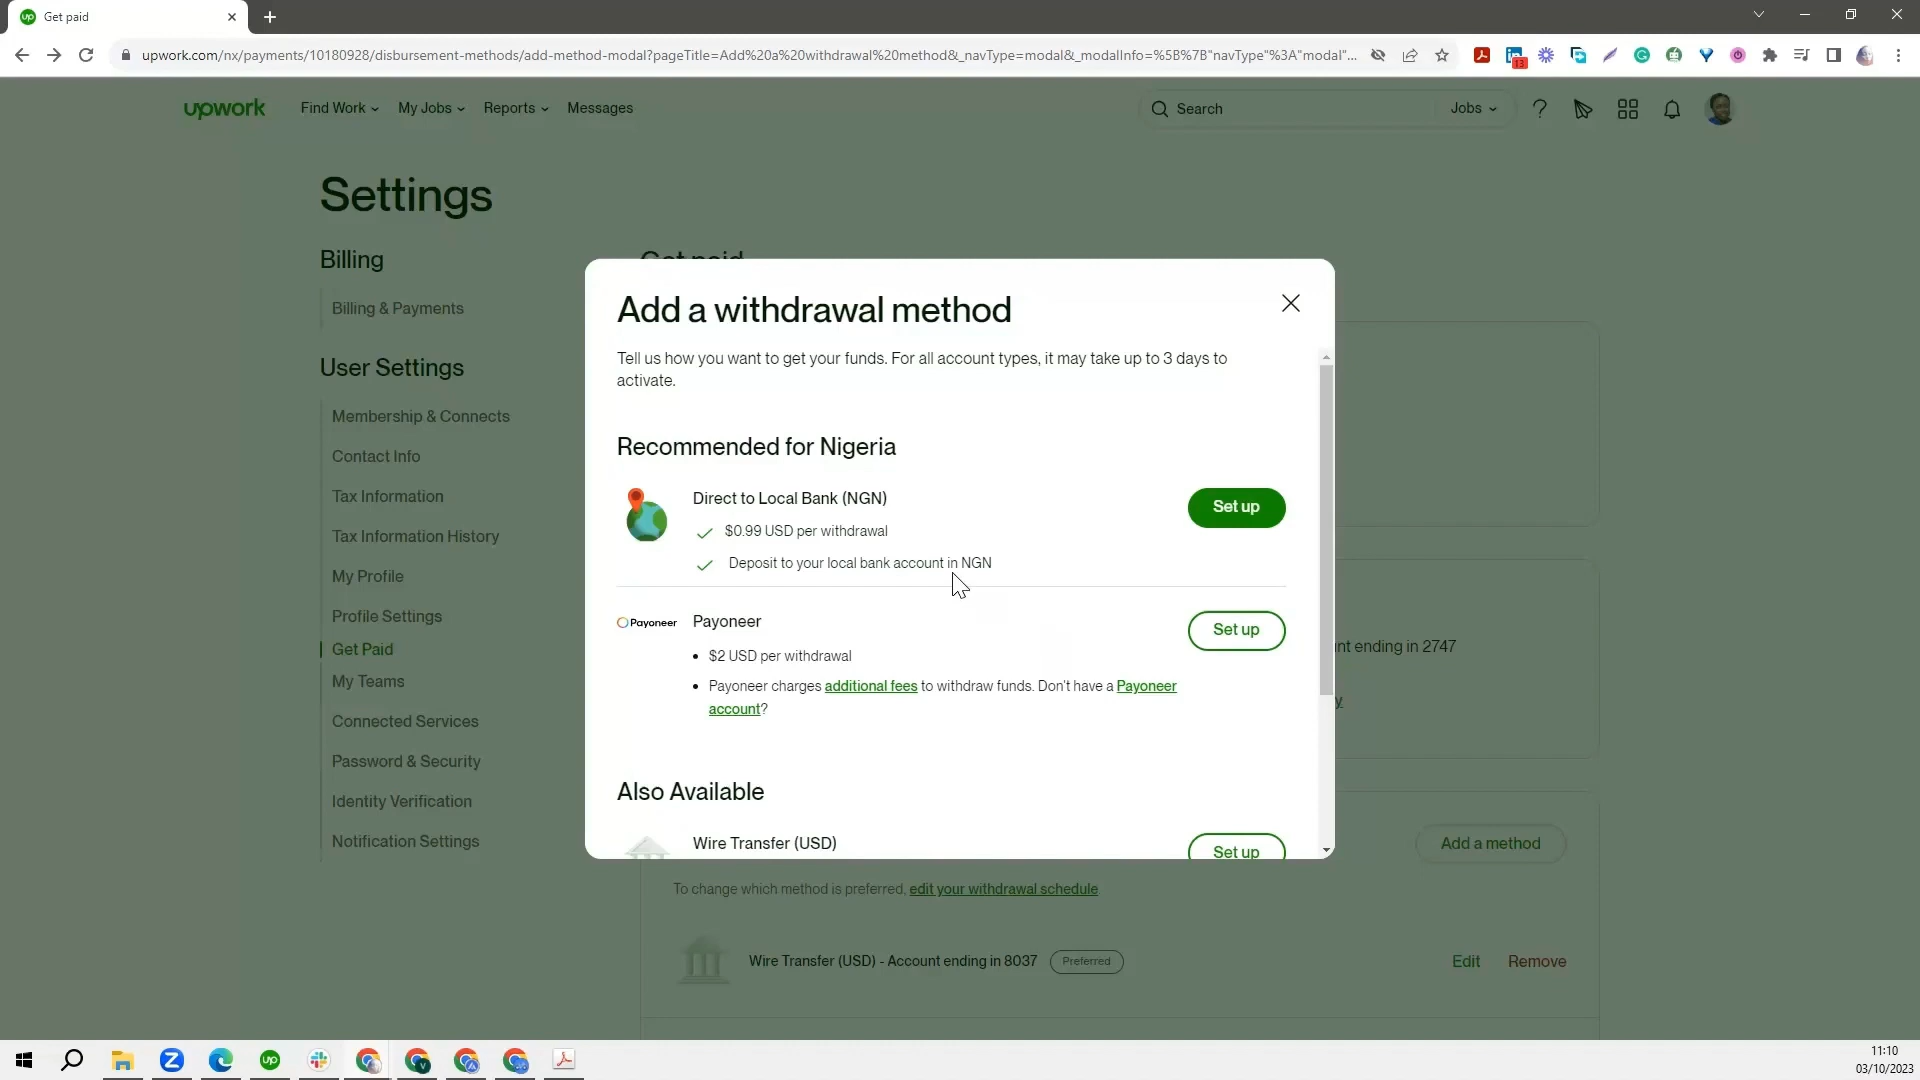 Get paid
upwork.com/nx/payments/10180928/disbursement-methods/add-method-modal?pageTitle=Add%20a%20withdrawal%20method&_navType=modal&_modalInfo=%5B%7B"navType"%3A"modal"...
13
upwork
Find Work
My Jobs
Reports
Messages
Search
Jobs
Settings
Billing
Billing & Payments
User Settings
Membership & Connects
Contact Info
Tax Information
Tax Information History
My Profile
Profile Settings
Get Paid
My Teams
Connected Services
Password & Security
Identity Verification
Notification Settings
Get paid
Add a withdrawal method
Tell us how you want to get your funds. For all account types, it may take up to 3 days to
activate.
Recommended for Nigeria
Direct to Local Bank (NGN)
Set up
$0.99 USD per withdrawal
Deposit to your local bank account in NGN
Payoneer
Payoneer
Set up
• $2 USD per withdrawal
• Payoneer charges additional fees to withdraw funds. Don't have a Payoneer
account?
Also Available
Wire Transfer (USD)
Set up
ending in 2747
Add a method
To change which method is preferred, edit your withdrawal schedule
Wire Transfer (USD) - Account ending in 8037
Preferred
Edit
Remove
11:10
03/10/2023